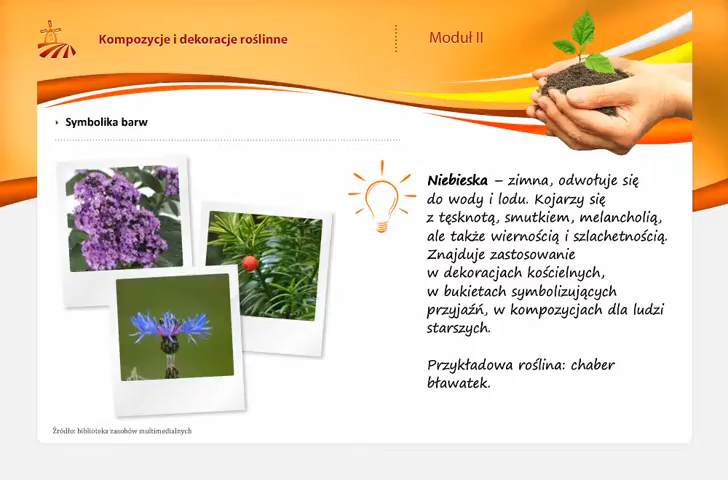 Kompozycje i dekoracje roślinne
Moduł II
Symbolika barw
Niebieska – zimna, odwołuje się
do wody i lodu. Kojarzy się
z tęsknotą, smutkiem, melancholią,
ale także wiernością i szlachetnością.
Znajduje zastosowanie
w dekoracjach kościelnych,
w bukietach symbolizujących
przyjaźń, w kompozycjach dla ludzi
starszych.
Przykładowa roślina: chaber
bławatek.
Źródło: biblioteka zasobów multimedialnych